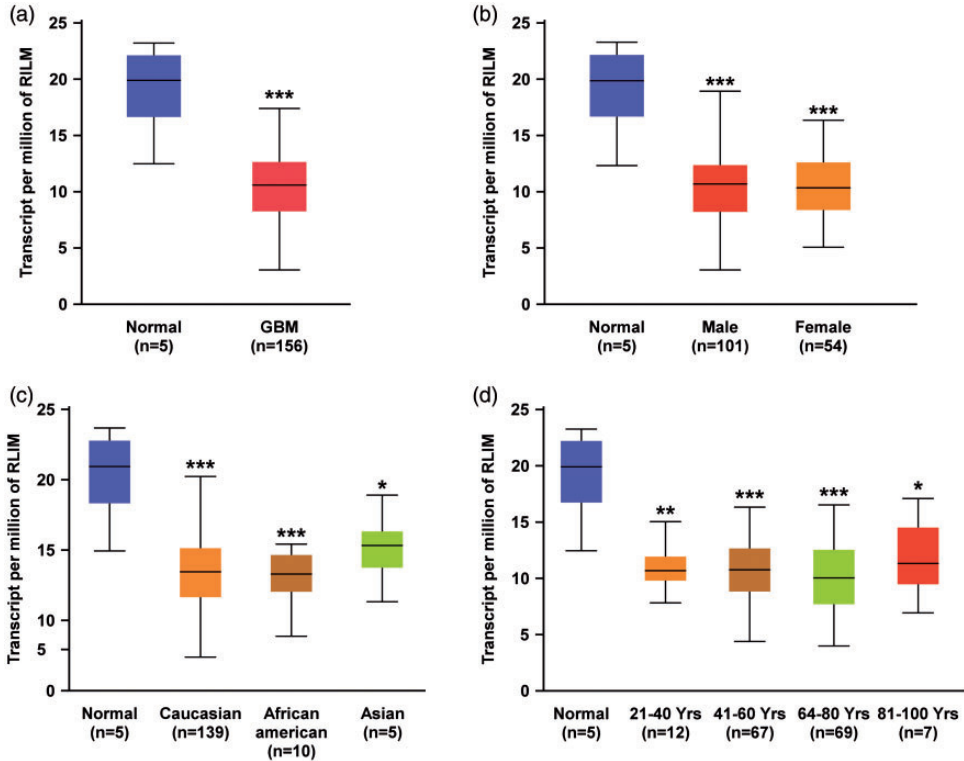 (a)
Transcript per million of RILM
25
20
15
10
5
0
***
Normal
(n=5)
GBM
(n=156)
(b)
Transcript per million of RILM
25
20
15
10
5
0
***
***
Normal
(n=5)
Male
(n=101)
Female
(n=54)
(c)
Transcript per million of RLIM
25
20
15
10
5
0
***
***
*
Normal
(n=5)
Caucasian
(n=139)
African
american
(n=10)
Asian
(n=5)
(d)
Transcript per million of RLIM
25
20
15
10
5
0
**
***
***
*
Normal
(n=5)
21-40 Yrs
(n=12)
41-60 Yrs
(n=67)
64-80 Yrs
(n=69)
81-100 Yrs
(n=7)